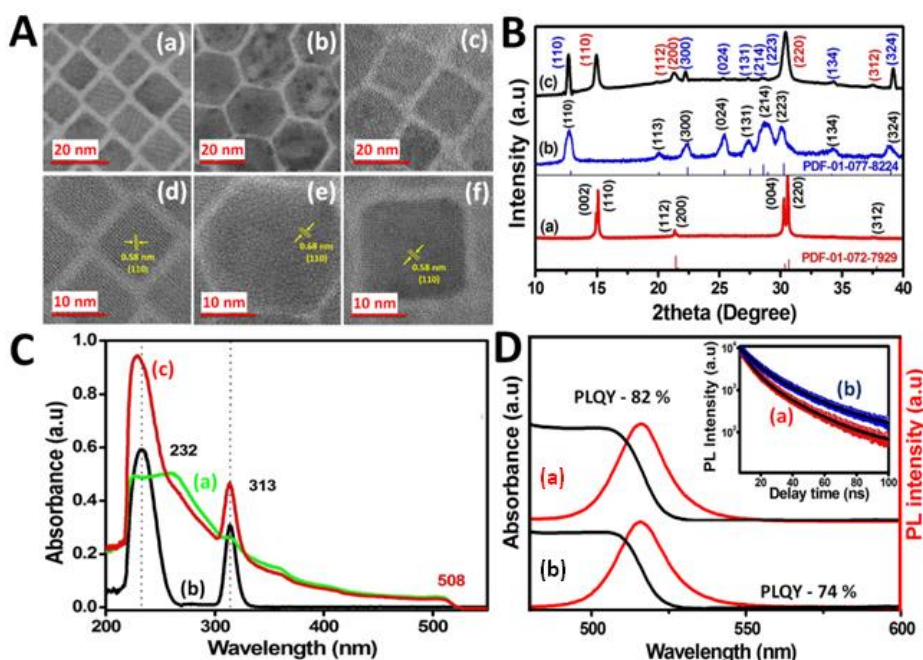 A
(a)
(b)
(c)
20 nm
20 nm
20 nm
(d)
(e)
(f)
0.58 nm
(110)
0.68 nm
(110)
0.58 nm
(110)
10 nm
10 nm
10 nm
B
Intensity (a.u)
(c)
(110)
(110)
(112)
(200)
(300)
(024)
(131)
(214)
(223)
(220)
(134)
(312)
(324)
(b)
(110)
(113)
(300)
(024)
(131)
(214)
(223)
(134)
(324)
PDF-01-077-8224
(a)
(002)
(110)
(112)
(200)
(004)
(220)
(312)
PDF-01-072-7929
10 15 20 25 30 35 40
2theta (Degree)
C
Absorbance (a.u)
1.0
0.8
0.6
0.4
0.2
0.0
(c)
232
(a)
313
(b)
508
200 300 400 500
Wavelength (nm)
D
Absorbance (a.u)
PL intensity (a.u)
PLQY - 82 %
(a)
(b)
PLQY - 74 %
500 550 600
Wavelength (nm)
PL Intensity (a.u)
10⁴
10³
10²
(b)
(a)
20 40 60 80 100
Delay time (ns)